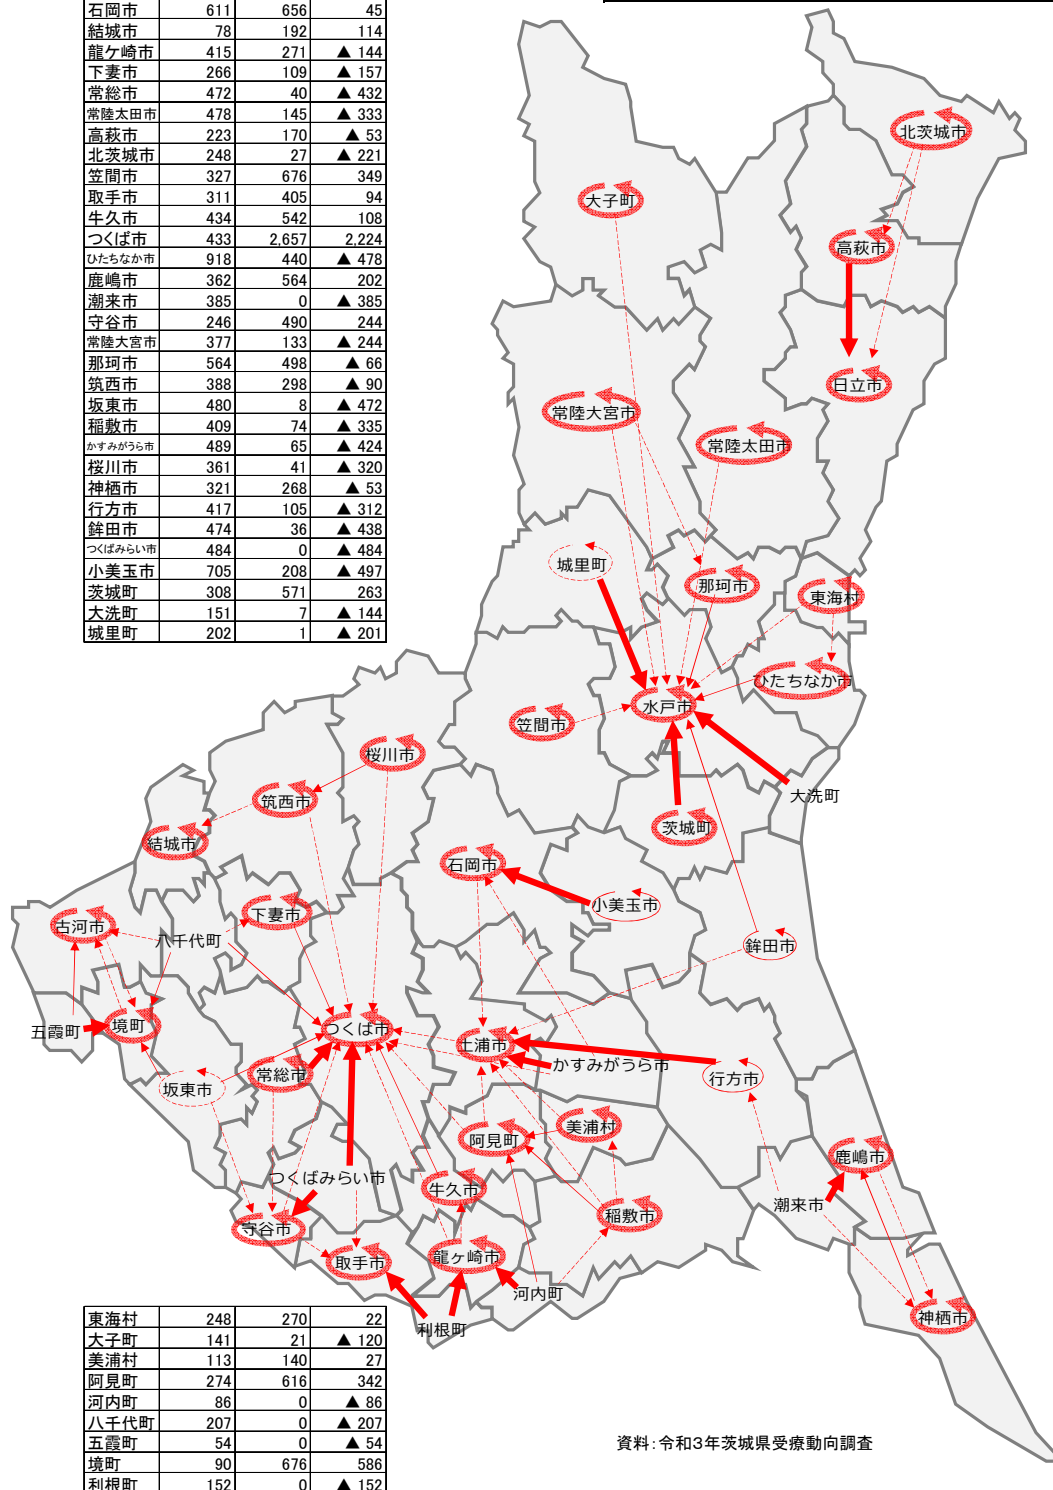 石岡市 611 656 45
結城市 78 192 114
龍ケ崎市 415 271 ▲ 144
下妻市 266 109 ▲ 157
常総市 472 40 ▲ 432
常陸太田市 478 145 ▲ 333
高萩市 223 170 ▲ 53
北茨城市 248 27 ▲ 221
笠間市 327 676 349
取手市 311 405 94
牛久市 434 542 108
つくば市 433 2,657 2,224
ひたちなか市 918 440 ▲ 478
鹿嶋市 362 564 202
潮来市 385 0 ▲ 385
守谷市 246 490 244
常陸大宮市 377 133 ▲ 244
那珂市 564 498 ▲ 66
筑西市 388 298 ▲ 90
坂東市 480 8 ▲ 472
稲敷市 409 74 ▲ 335
かすみがうら市 489 65 ▲ 424
桜川市 361 41 ▲ 320
神栖市 321 268 ▲ 53
行方市 417 105 ▲ 312
鉾田市 474 36 ▲ 438
つくばみらい市 484 0 ▲ 484
小美玉市 705 208 ▲ 497
茨城町 308 571 263
大洗町 151 7 ▲ 144
城里町 202 1 ▲ 201
北茨城市
大子町
高萩市
日立市
常陸大宮市
常陸太田市
城里町
那珂市
東海村
ひたちなか市
水戸市
笠間市
桜川市
大洗町
筑西市
茨城町
結城市
石岡市
小美玉市
下妻市
古河市
八千代町
鉾田市
五霞町
境町
つくば市
土浦市
かすみがうら市
常総市
行方市
坂東市
美浦村
阿見町
鹿嶋市
つくばみらい市
牛久市
潮来市
稲敷市
守谷市
龍ヶ崎市
取手市
河内町
神栖市
利根町
東海村 248 270 22
大子町 141 21 ▲ 120
美浦村 113 140 27
阿見町 274 616 342
河内町 86 0 ▲ 86
八千代町 207 0 ▲ 207
五霞町 54 0 ▲ 54
境町 90 676 586
利根町 152 0 ▲ 152
資料:令和3年茨城県受療動向調査